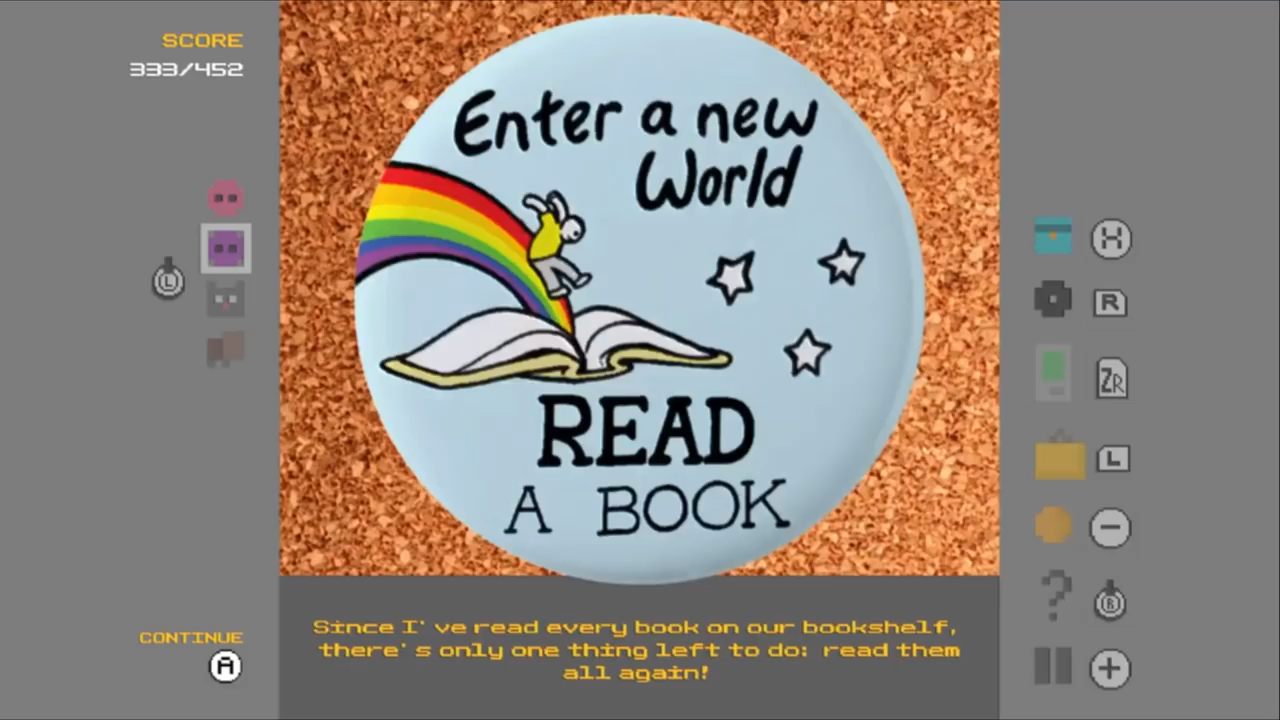 SCORE
333/452
Enter a new
World
READ
A BOOK
H
R
ZR
L
L
R
CONTINUE
A
Since I've read every book on our bookshelf,
there's only one thing left to do: read them
all again!